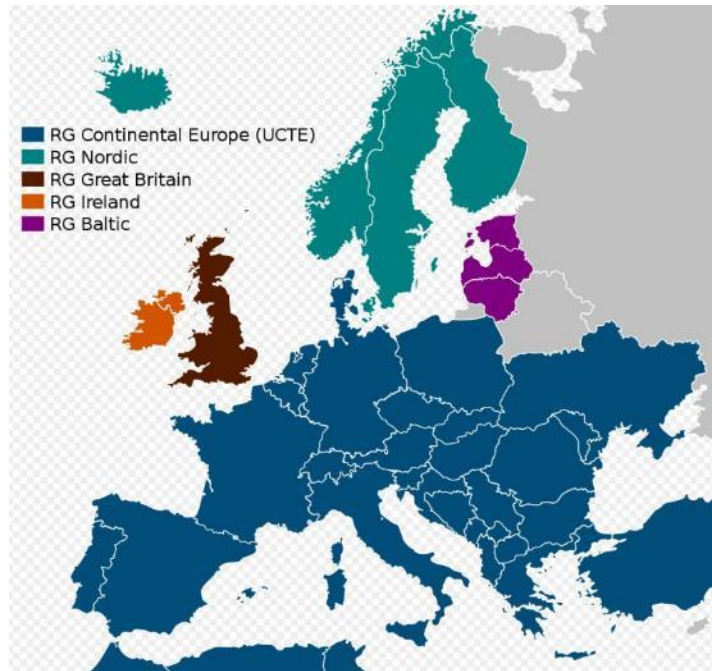 RG Continental Europe (UCTE)
RG Nordic
RG Great Britain
RG Ireland
RG Baltic